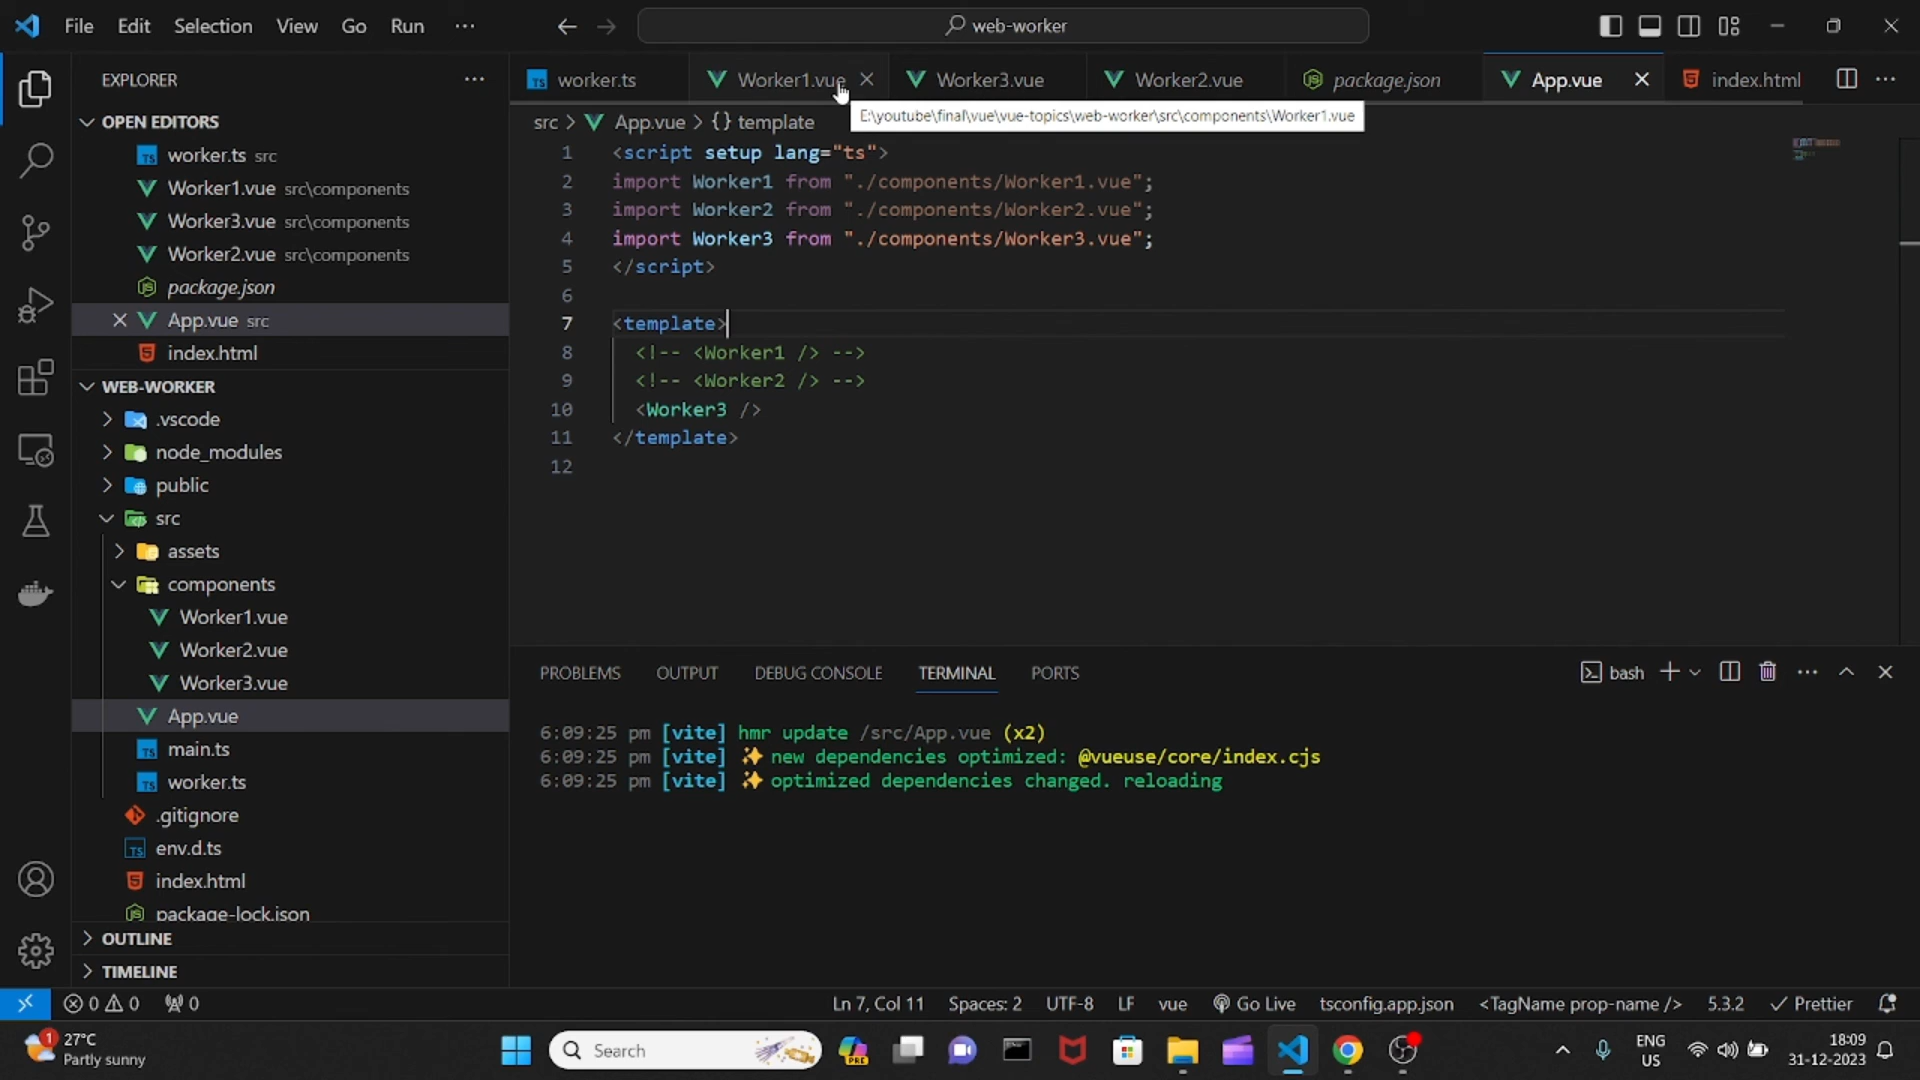 File Edit Selection View Go Run ··· web-worker
EXPLORER ···
OPEN EDITORS
worker.ts src
Worker1.vue src\components
Worker3.vue src\components
Worker2.vue src\components
package.json
App.vue src
index.html
WEB-WORKER
.vscode
node_modules
public
src
assets
components
Worker1.vue
Worker2.vue
Worker3.vue
App.vue
main.ts
worker.ts
.gitignore
env.d.ts
index.html
package-lock.json
OUTLINE
TIMELINE
worker.ts Worker1.vue Worker3.vue Worker2.vue package.json App.vue index.html
src > App.vue > {} template
E:\youtube\final\vue\vue-topics\web-worker\src\components\Worker1.vue
1 <script setup lang="ts">
2 import Worker1 from "./components/Worker1.vue";
3 import Worker2 from "./components/Worker2.vue";
4 import Worker3 from "./components/Worker3.vue";
5 </script>
6
7 <template>
8 <!-- <Worker1 /> -->
9 <!-- <Worker2 /> -->
10 <Worker3 />
11 </template>
12
PROBLEMS OUTPUT DEBUG CONSOLE TERMINAL PORTS bash
6:09:25 pm [vite] hmr update /src/App.vue (x2)
6:09:25 pm [vite] ✨ new dependencies optimized: @vueuse/core/index.cjs
6:09:25 pm [vite] ✨ optimized dependencies changed. reloading
0 0 0 Ln 7, Col 11 Spaces: 2 UTF-8 LF vue Go Live tsconfig.app.json <TagName prop-name /> 5.3.2 Prettier
1 27°C
Partly sunny
Search
PRE
ENG
US
18:09
31-12-2023